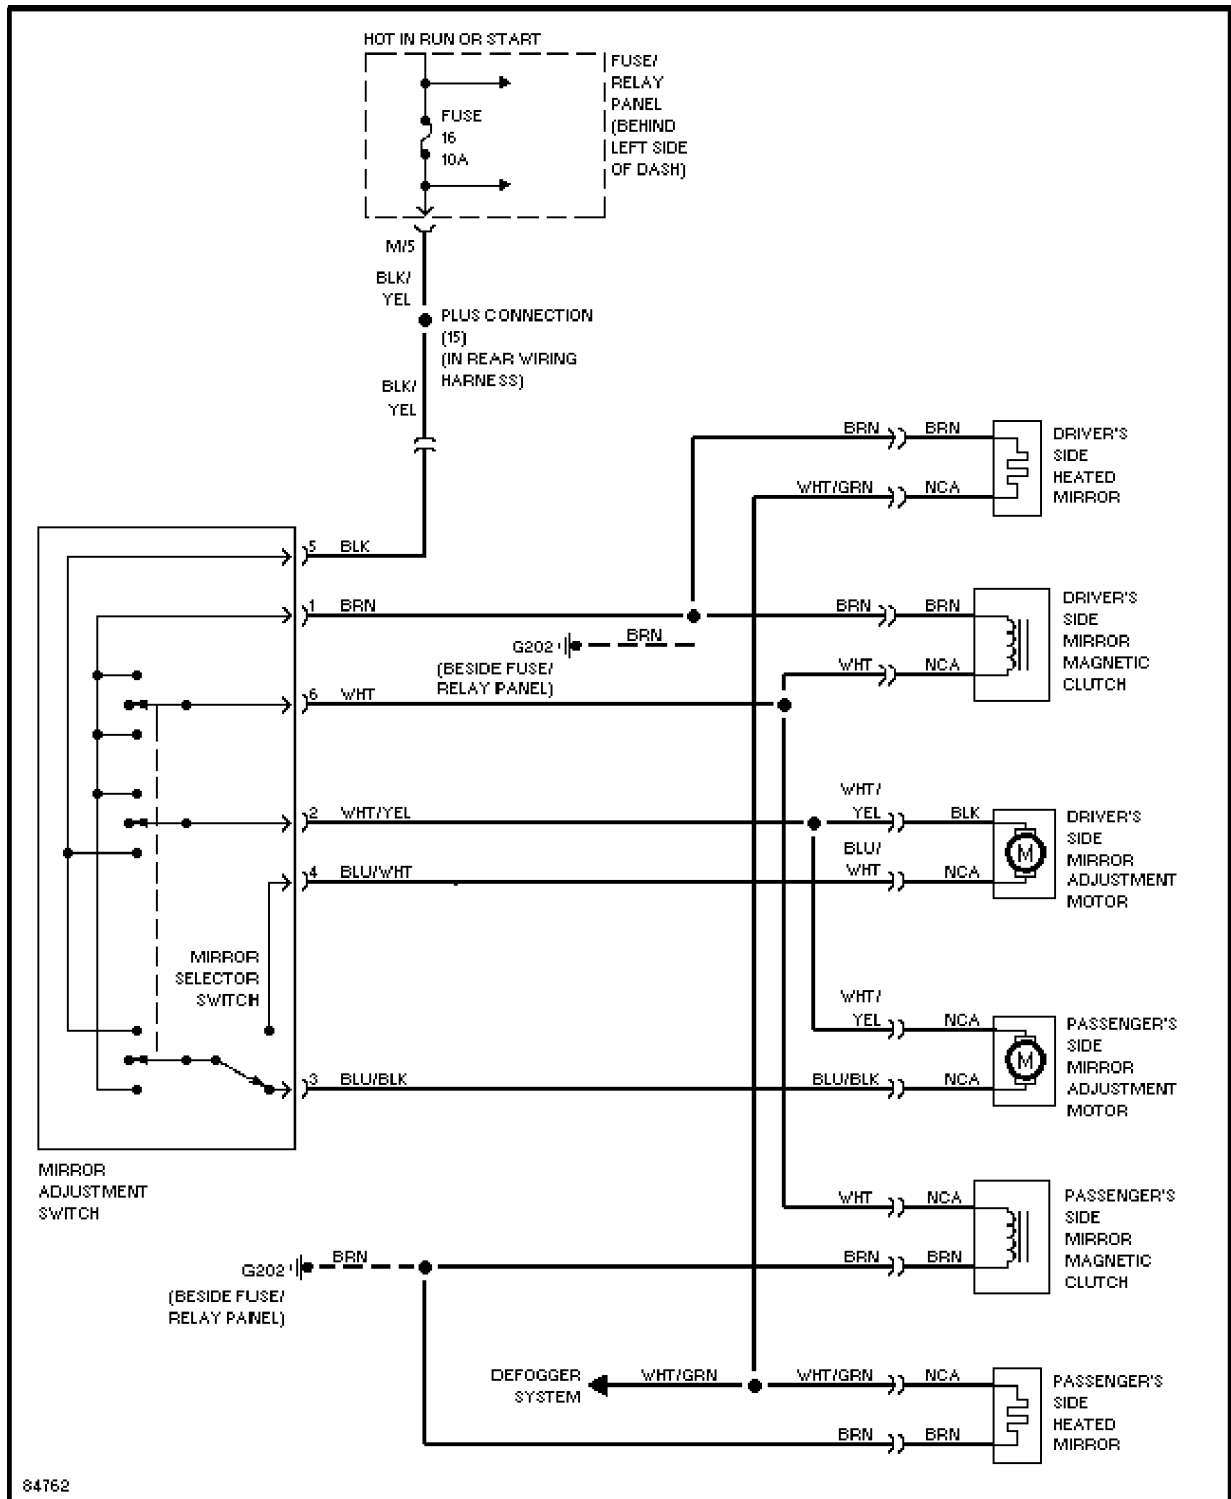 HOT IN RUN OR START
FUSE/
RELAY
PANEL
(BEHIND
LEFT SIDE
OF DASH)
FUSE
16
10A
M/5
BLK/
YEL
PLUS CONNECTION
(15)
(IN REAR WIRING
HARNESS)
BLK/
YEL
BRN BRN
DRIVER'S
SIDE
HEATED
MIRROR
WHT/GRN NCA
5 BLK
1 BRN
BRN BRN
DRIVER'S
SIDE
MIRROR
MAGNETIC
CLUTCH
G202 BRN
(BESIDE FUSE/
RELAY PANEL)
WHT NCA
6 WHT
2 WHT/YEL
WHT/
YEL BLK
DRIVER'S
SIDE
MIRROR
ADJUSTMENT
MOTOR
M
4 BLU/WHT
BLU/
WHT NCA
MIRROR
SELECTOR
SWITCH
WHT/
YEL NCA
PASSENGER'S
SIDE
MIRROR
ADJUSTMENT
MOTOR
M
3 BLU/BLK
BLU/BLK NCA
MIRROR
ADJUSTMENT
SWITCH
WHT NCA
PASSENGER'S
SIDE
MIRROR
MAGNETIC
CLUTCH
G202 BRN
(BESIDE FUSE/
RELAY PANEL)
BRN BRN
DEFOGGER
SYSTEM
WHT/GRN WHT/GRN NCA
PASSENGER'S
SIDE
HEATED
MIRROR
BRN BRN
84762